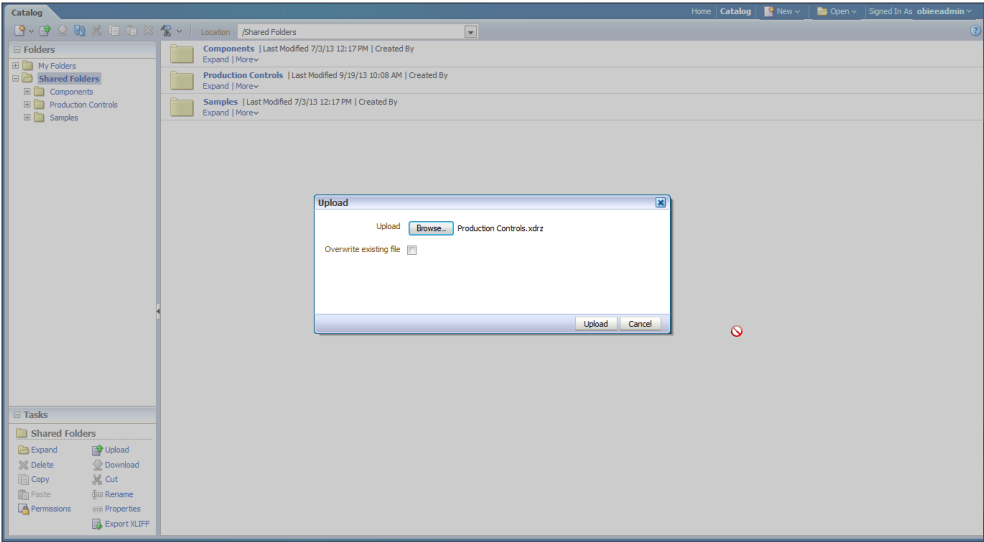 Catalog
Home Catalog New Open Signed In As obieeadmin
Location /Shared Folders
Folders
My Folders
Shared Folders
Components
Production Controls
Samples
Components | Last Modified 7/3/13 12:17 PM | Created By
Expand | More
Production Controls | Last Modified 9/19/13 10:08 AM | Created By
Expand | More
Samples | Last Modified 7/3/13 12:17 PM | Created By
Expand | More
Upload
Upload Browse... Production Controls.xdrz
Overwrite existing file
Upload Cancel
Tasks
Shared Folders
Expand Upload
Delete Download
Copy Cut
Paste Rename
Permissions Properties
Export XLIFF